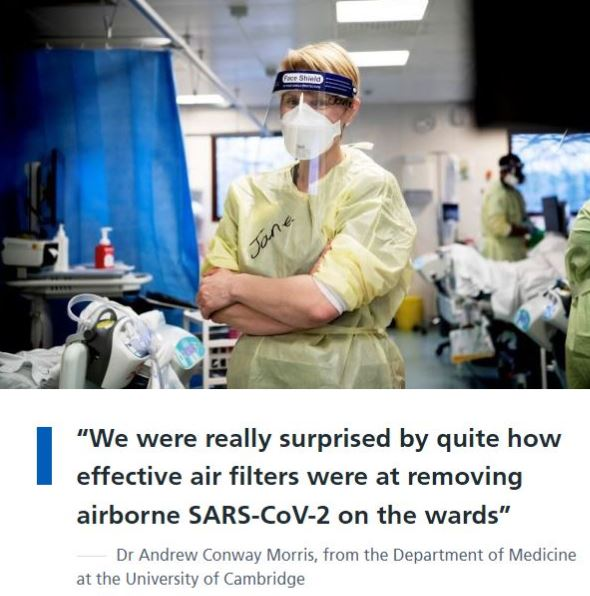 Face Shield
Jane
“We were really surprised by quite how
effective air filters were at removing
airborne SARS-CoV-2 on the wards”
Dr Andrew Conway Morris, from the Department of Medicine
at the University of Cambridge